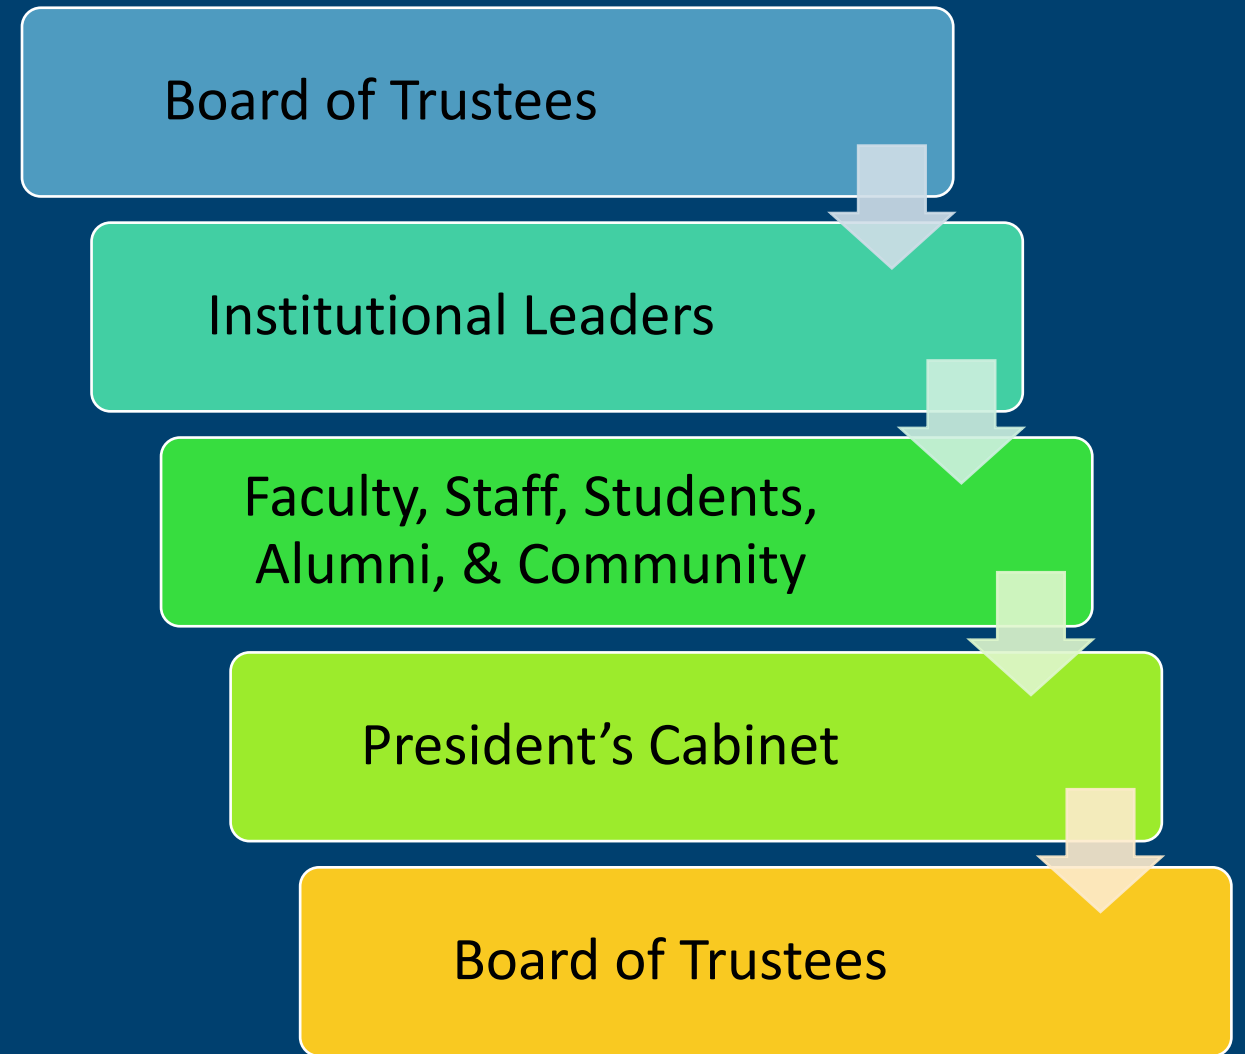 Board of Trustees
Institutional Leaders
Faculty, Staff, Students,
Alumni, & Community
President’s Cabinet
Board of Trustees